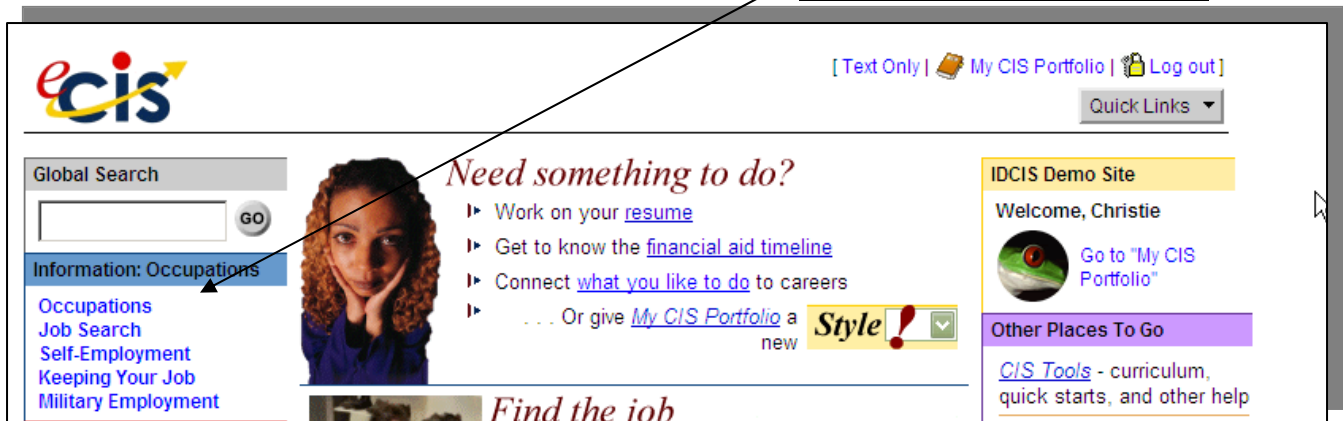 ecis
[ Text Only | My CIS Portfolio | Log out ]
Quick Links
Global Search
GO
Information: Occupations
Occupations
Job Search
Self-Employment
Keeping Your Job
Military Employment
Need something to do?
Work on your resume
Get to know the financial aid timeline
Connect what you like to do to careers
. . . Or give My CIS Portfolio a
new
Style!
Find the job
IDCIS Demo Site
Welcome, Christie
Go to "My CIS
Portfolio"
Other Places To Go
CIS Tools - curriculum,
quick starts, and other help